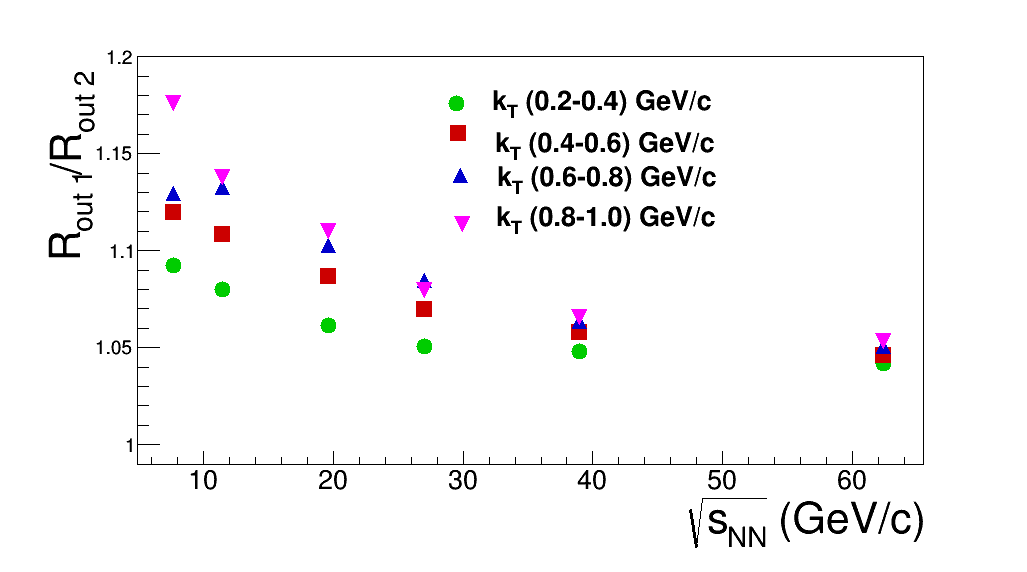 1.2
1.15
1.1
1.05
1
R_out 1/R_out 2
k_T (0.2-0.4) GeV/c
k_T (0.4-0.6) GeV/c
k_T (0.6-0.8) GeV/c
k_T (0.8-1.0) GeV/c
10 20 30 40 50 60
√s_NN (GeV/c)